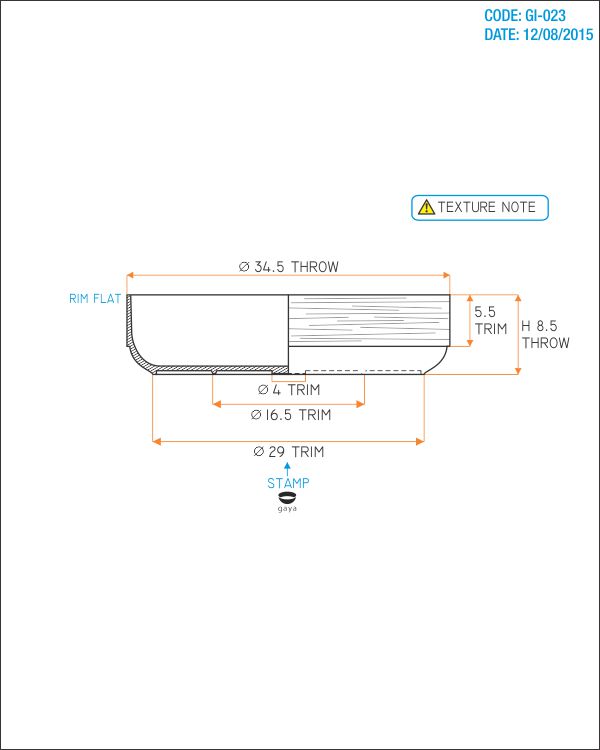 CODE: GI-023
DATE: 12/08/2015
TEXTURE NOTE
Ø 34.5 THROW
RIM FLAT
5.5
TRIM
H 8.5
THROW
Ø 4 TRIM
Ø 16.5 TRIM
Ø 29 TRIM
STAMP
gaya